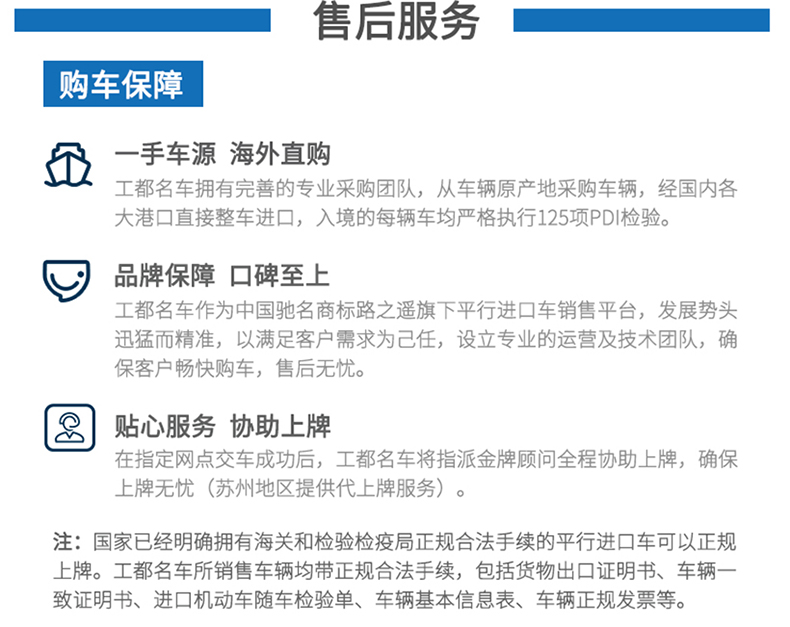 售后服务
购车保障
一手车源 海外直购
工都名车拥有完善的专业采购团队，从车辆原产地采购车辆，经国内各
大港口直接整车进口，入境的每辆车均严格执行125项PDI检验。
品牌保障 口碑至上
工都名车作为中国驰名商标路之遥旗下平行进口车销售平台，发展势头
迅猛而精准，以满足客户需求为己任，设立专业的运营及技术团队，确
保客户畅快购车，售后无忧。
贴心服务 协助上牌
在指定网点交车成功后，工都名车将指派金牌顾问全程协助上牌，确保
上牌无忧（苏州地区提供代上牌服务）。
注：国家已经明确拥有海关和检验检疫局正规合法手续的平行进口车可以正规
上牌。工都名车所销售车辆均带正规合法手续，包括货物出口证明书、车辆一
致证明书、进口机动车随车检验单、车辆基本信息表、车辆正规发票等。